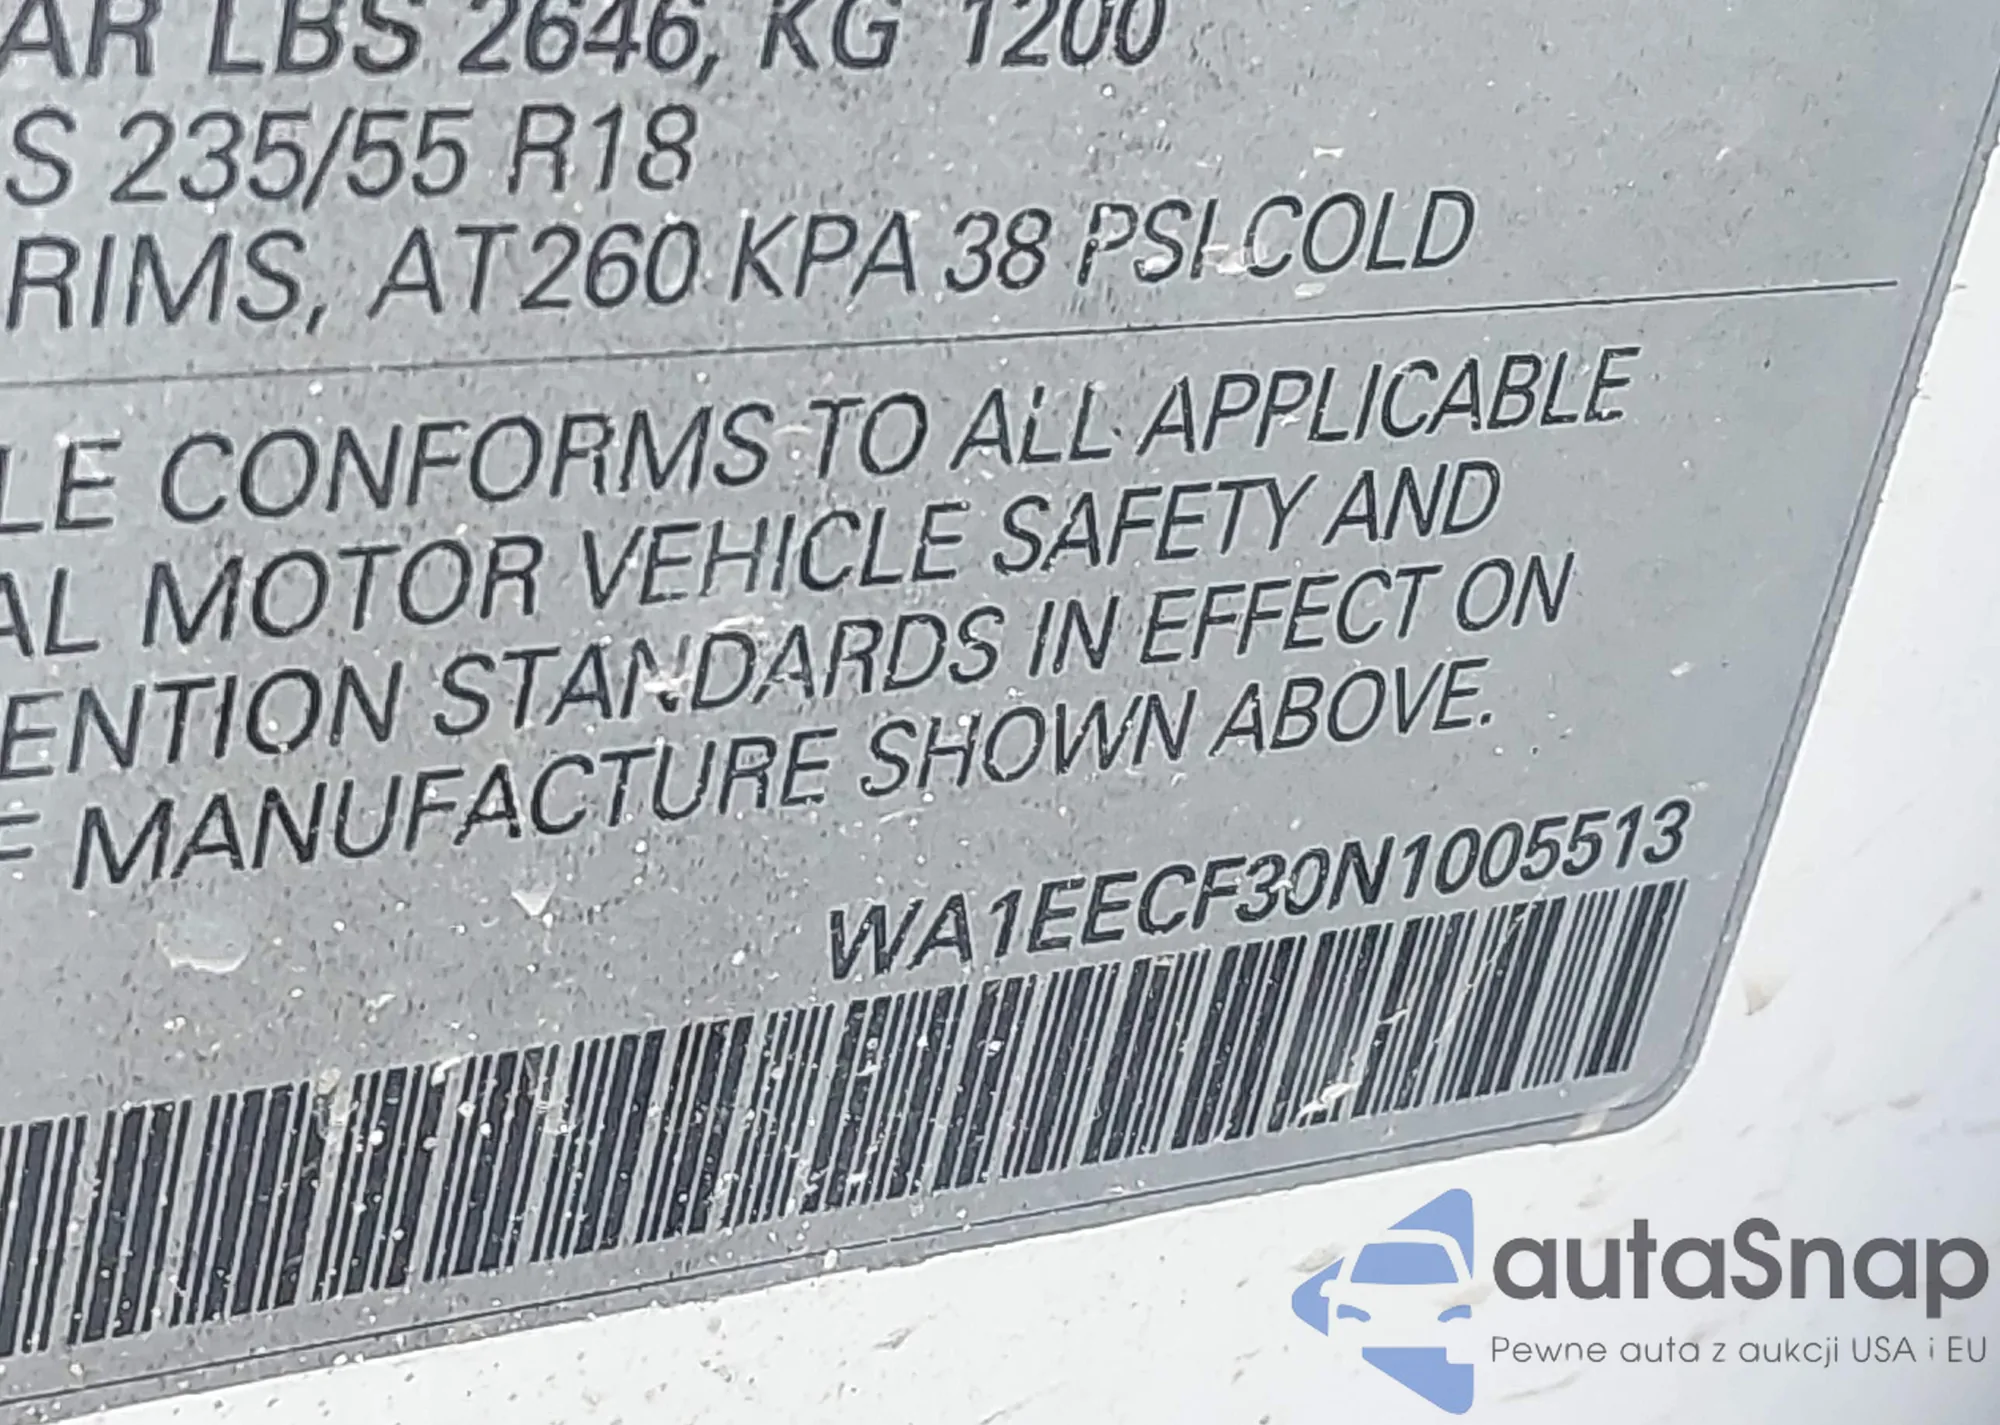 AR LBS 2646, KG 1200
S 235/55 R18
RIMS, AT260 KPA 38 PSI COLD
LE CONFORMS TO ALL APPLICABLE
AL MOTOR VEHICLE SAFETY AND
ENTION STANDARDS IN EFFECT ON
E MANUFACTURE SHOWN ABOVE.
WA1EECF30N1005513
autaSnap
Pewne auta z aukcji USA i EU